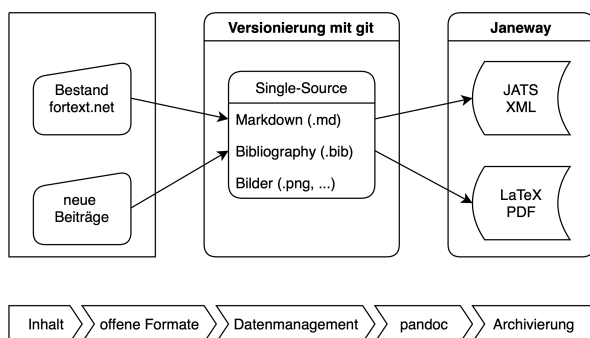 Versionierung mit git
Janeway
Bestand
fortext.net
neue
Beiträge
Single-Source
Markdown (.md)
Bibliography (.bib)
Bilder (.png, ...)
JATS
XML
LaTeX
PDF
Inhalt
offene Formate
Datenmanagement
pandoc
Archivierung